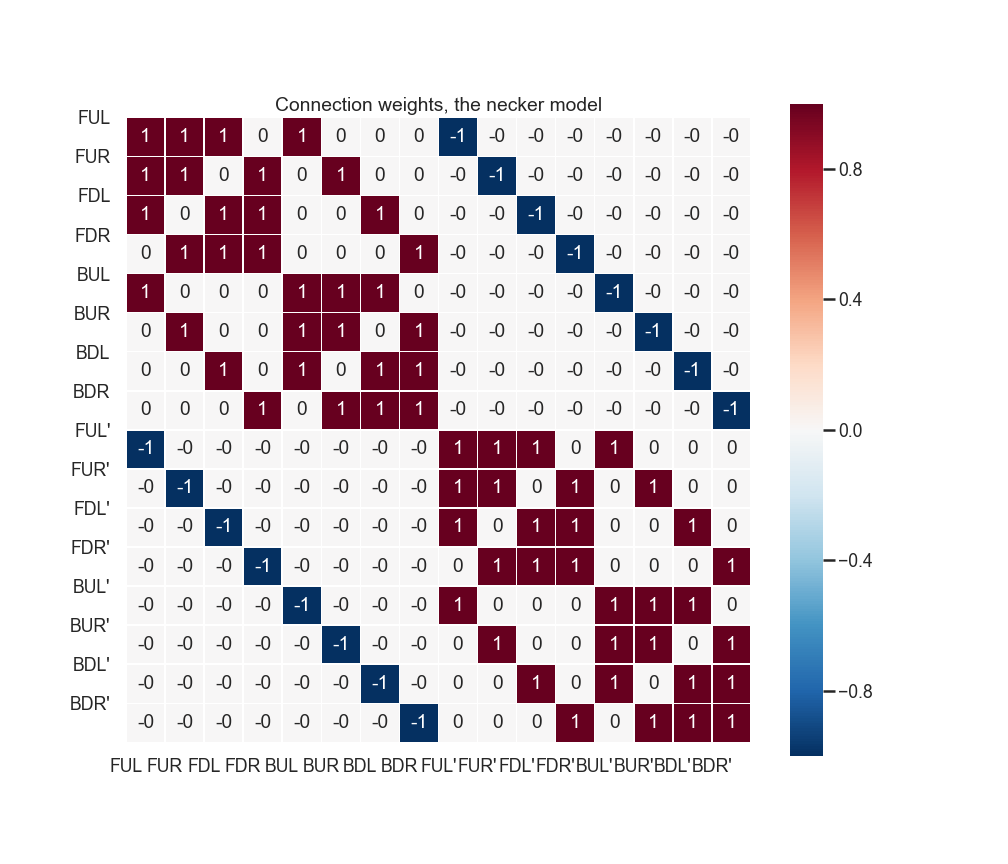 Connection weights, the necker model
FUL
1 1 1 0 1 0 0 0 -1 -0 -0 -0 -0 -0 -0 -0
FUR
1 1 0 1 0 1 0 0 -0 -1 -0 -0 -0 -0 -0 -0
FDL
1 0 1 1 0 0 1 0 -0 -0 -1 -0 -0 -0 -0 -0
FDR
0 1 1 1 0 0 0 1 -0 -0 -0 -1 -0 -0 -0 -0
BUL
1 0 0 0 1 1 1 0 -0 -0 -0 -0 -1 -0 -0 -0
BUR
0 1 0 0 1 1 0 1 -0 -0 -0 -0 -0 -1 -0 -0
BDL
0 0 1 0 1 0 1 1 -0 -0 -0 -0 -0 -0 -1 -0
BDR
0 0 0 1 0 1 1 1 -0 -0 -0 -0 -0 -0 -0 -1
FUL'
-1 -0 -0 -0 -0 -0 -0 -0 1 1 1 0 1 0 0 0
FUR'
-0 -1 -0 -0 -0 -0 -0 -0 1 1 0 1 0 1 0 0
FDL'
-0 -0 -1 -0 -0 -0 -0 -0 1 0 1 1 0 0 1 0
FDR'
-0 -0 -0 -1 -0 -0 -0 -0 0 1 1 1 0 0 0 1
BUL'
-0 -0 -0 -0 -1 -0 -0 -0 1 0 0 0 1 1 1 0
BUR'
-0 -0 -0 -0 -0 -1 -0 -0 0 1 0 0 1 1 0 1
BDL'
-0 -0 -0 -0 -0 -0 -1 -0 0 0 1 0 1 0 1 1
BDR'
-0 -0 -0 -0 -0 -0 -0 -1 0 0 0 1 0 1 1 1
FUL FUR FDL FDR BUL BUR BDL BDR FUL' FUR' FDL' FDR' BUL' BUR' BDL' BDR'
0.8
0.4
0.0
−0.4
−0.8